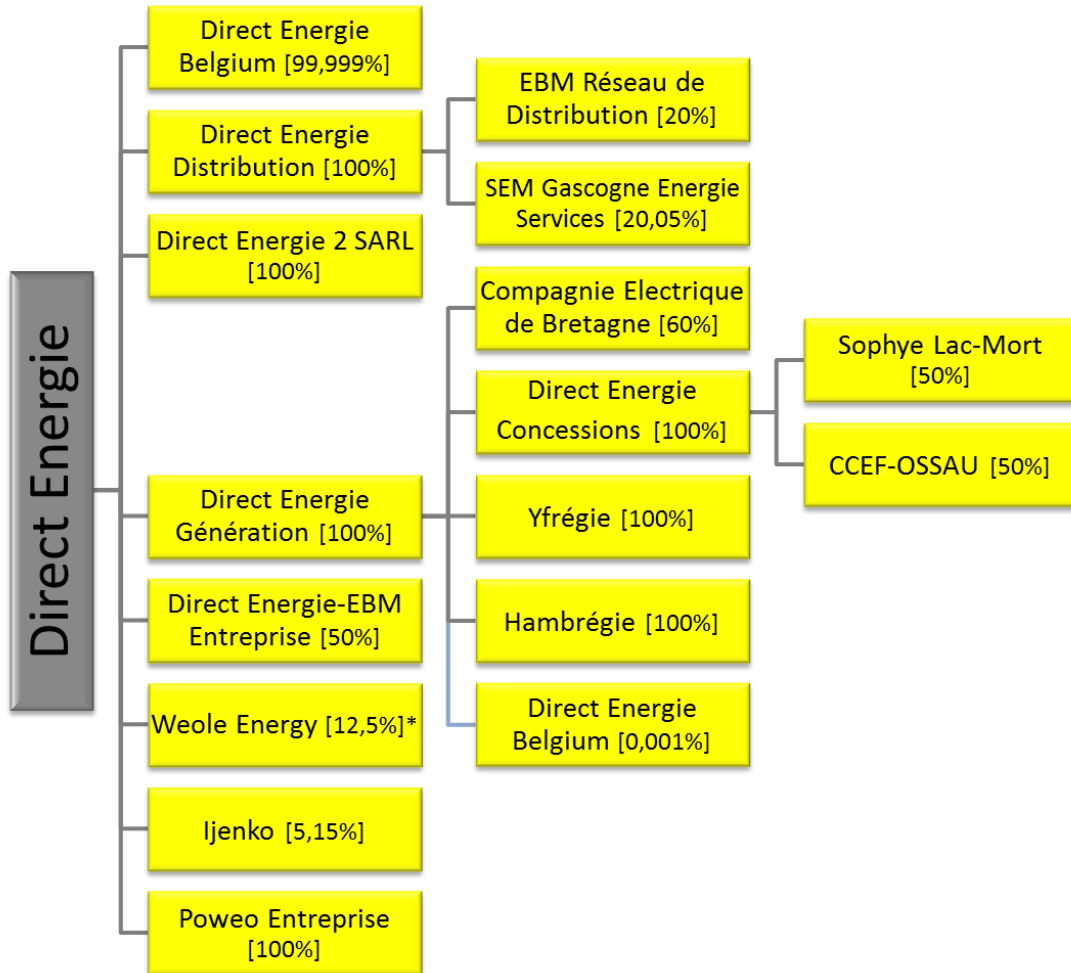 Direct Energie
Direct Energie
Belgium [99,999%]
Direct Energie
Distribution [100%]
EBM Réseau de
Distribution [20%]
SEM Gascogne Energie
Services [20,05%]
Direct Energie 2 SARL
[100%]
Direct Energie
Génération [100%]
Compagnie Electrique
de Bretagne [60%]
Direct Energie
Concessions [100%]
Sophye Lac-Mort
[50%]
CCEF-OSSAU [50%]
Yfrégie [100%]
Hambrégie [100%]
Direct Energie
Belgium [0,001%]
Direct Energie-EBM
Entreprise [50%]
Weole Energy [12,5%]*
Ijenko [5,15%]
Poweo Entreprise
[100%]